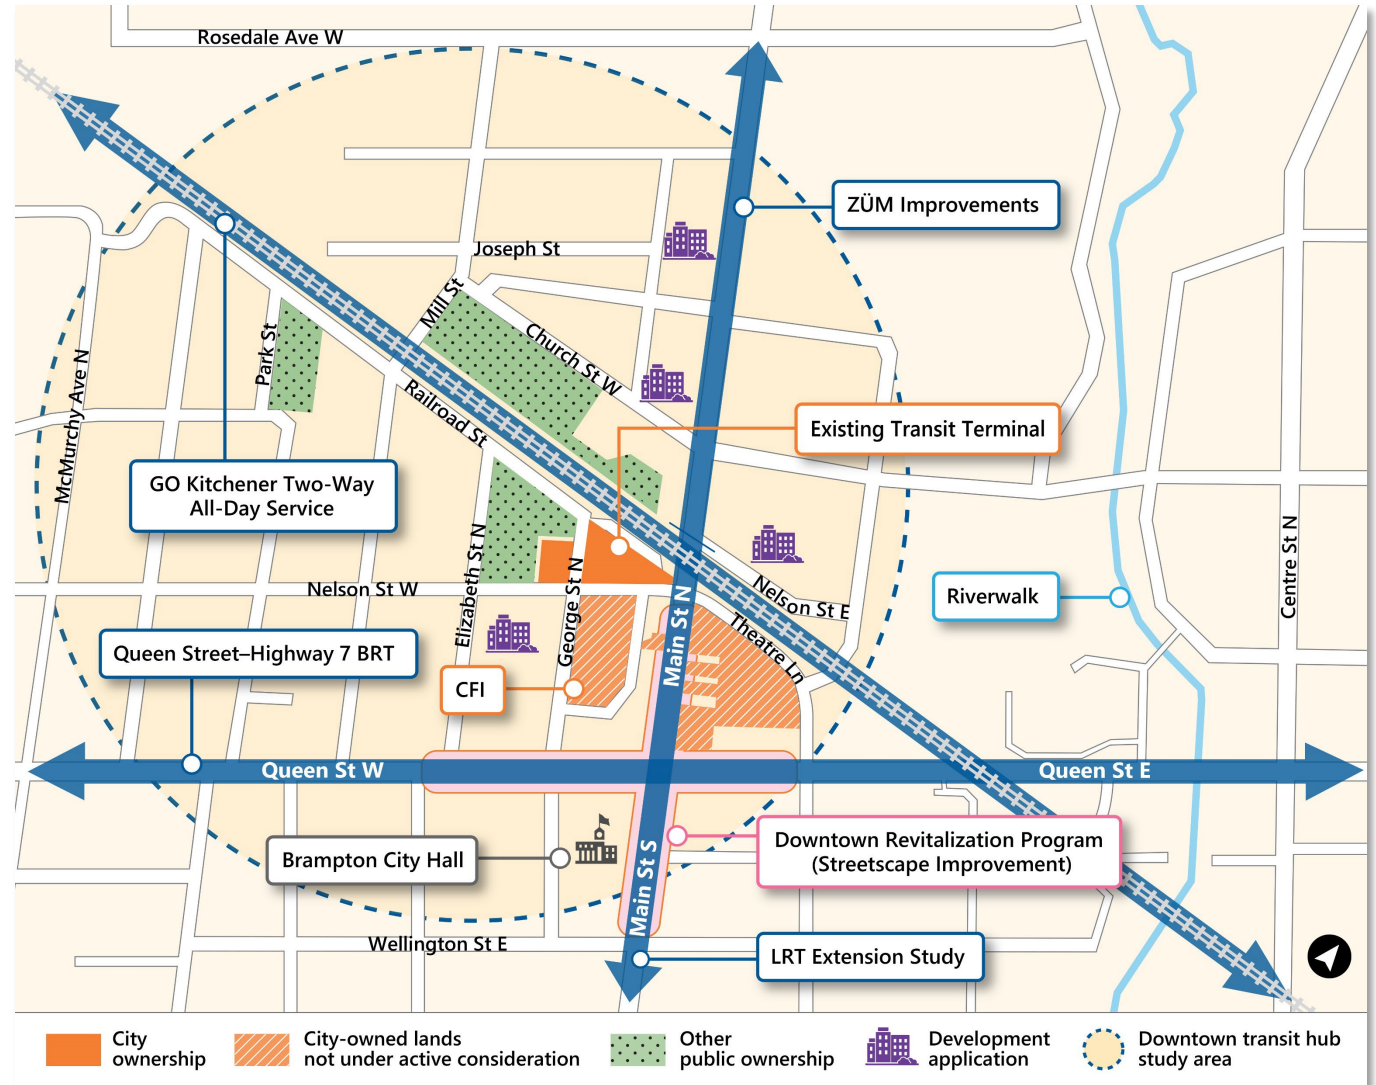 Rosedale Ave W
ZÜM Improvements
Joseph St
Mill St
Church St W
Park St
McMurchy Ave N
Railroad St
Existing Transit Terminal
GO Kitchener Two-Way
All-Day Service
Elizabeth St N
George St N
Nelson St W
Nelson St E
Centre St N
Riverwalk
Main St N
Theatre Ln
Queen Street–Highway 7 BRT
CFI
Queen St W
Queen St E
Brampton City Hall
Main St S
Downtown Revitalization Program
(Streetscape Improvement)
Wellington St E
LRT Extension Study
City
ownership
City-owned lands
not under active consideration
Other
public ownership
Development
application
Downtown transit hub
study area